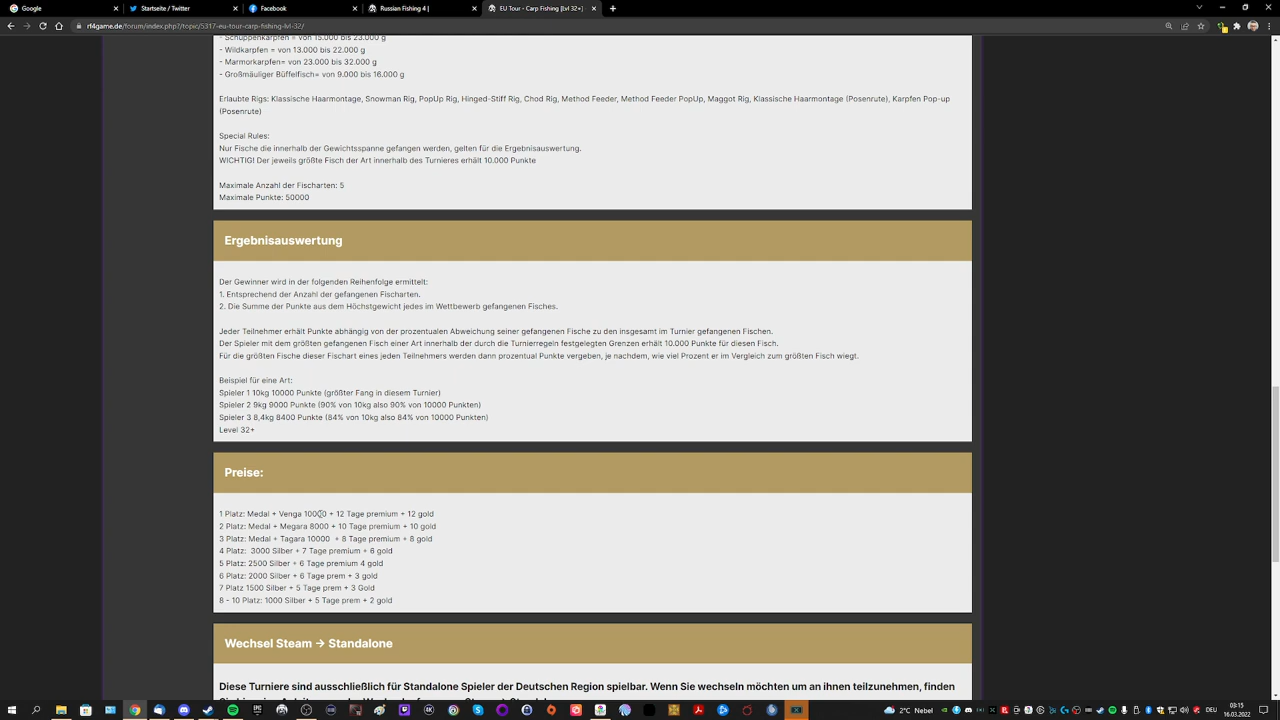 Google
Startseite / Twitter
Facebook
Russian Fishing 4 |
EU Tour - Carp Fishing [Lvl 32+]
rf4game.de/forum/index.php?/topic/5317-eu-tour-carp-fishing-lvl-32/
- Schuppenkarpfen = von 15.000 bis 23.000 g
- Wildkarpfen = von 13.000 bis 22.000 g
- Marmorkarpfen= von 23.000 bis 32.000 g
- Großmäuliger Büffelfisch= von 9.000 bis 16.000 g
Erlaubte Rigs: Klassische Haarmontage, Snowman Rig, PopUp Rig, Hinged-Stiff Rig, Chod Rig, Method Feeder, Method Feeder PopUp, Maggot Rig, Klassische Haarmontage (Posenrute), Karpfen Pop-up
(Posenrute)
Special Rules:
Nur Fische die innerhalb der Gewichtsspanne gefangen werden, gelten für die Ergebnisauswertung.
WICHTIG! Der jeweils größte Fisch der Art innerhalb des Turnieres erhält 10.000 Punkte
Maximale Anzahl der Fischarten: 5
Maximale Punkte: 50000
Ergebnisauswertung
Der Gewinner wird in der folgenden Reihenfolge ermittelt:
1. Entsprechend der Anzahl der gefangenen Fischarten.
2. Die Summe der Punkte aus dem Höchstgewicht jedes im Wettbewerb gefangenen Fisches.
Jeder Teilnehmer erhält Punkte abhängig von der prozentualen Abweichung seiner gefangenen Fische zu den insgesamt im Turnier gefangenen Fischen.
Der Spieler mit dem größten gefangenen Fisch einer Art innerhalb der durch die Turnierregeln festgelegten Grenzen erhält 10.000 Punkte für diesen Fisch.
Für die größten Fische dieser Fischart eines jeden Teilnehmers werden dann prozentual Punkte vergeben, je nachdem, wie viel Prozent er im Vergleich zum größten Fisch wiegt.
Beispiel für eine Art:
Spieler 1 10kg 10000 Punkte (größter Fang in diesem Turnier)
Spieler 2 9kg 9000 Punkte (90% von 10kg also 90% von 10000 Punkten)
Spieler 3 8,4kg 8400 Punkte (84% von 10kg also 84% von 10000 Punkten)
Level 32+
Preise:
1 Platz: Medal + Venga 10000 + 12 Tage premium + 12 gold
2 Platz: Medal + Megara 8000 + 10 Tage premium + 10 gold
3 Platz: Medal + Tagara 10000 + 8 Tage premium + 8 gold
4 Platz: 3000 Silber + 7 Tage premium + 6 gold
5 Platz: 2500 Silber + 6 Tage premium 4 gold
6 Platz: 2000 Silber + 6 Tage prem + 3 gold
7 Platz 1500 Silber + 5 Tage prem + 3 Gold
8 - 10 Platz: 1000 Silber + 5 Tage prem + 2 gold
Wechsel Steam → Standalone
Diese Turniere sind ausschließlich für Standalone Spieler der Deutschen Region spielbar. Wenn Sie wechseln möchten um an ihnen teilzunehmen, finden
2°C Nebel
DEU
03:15
16.03.2022